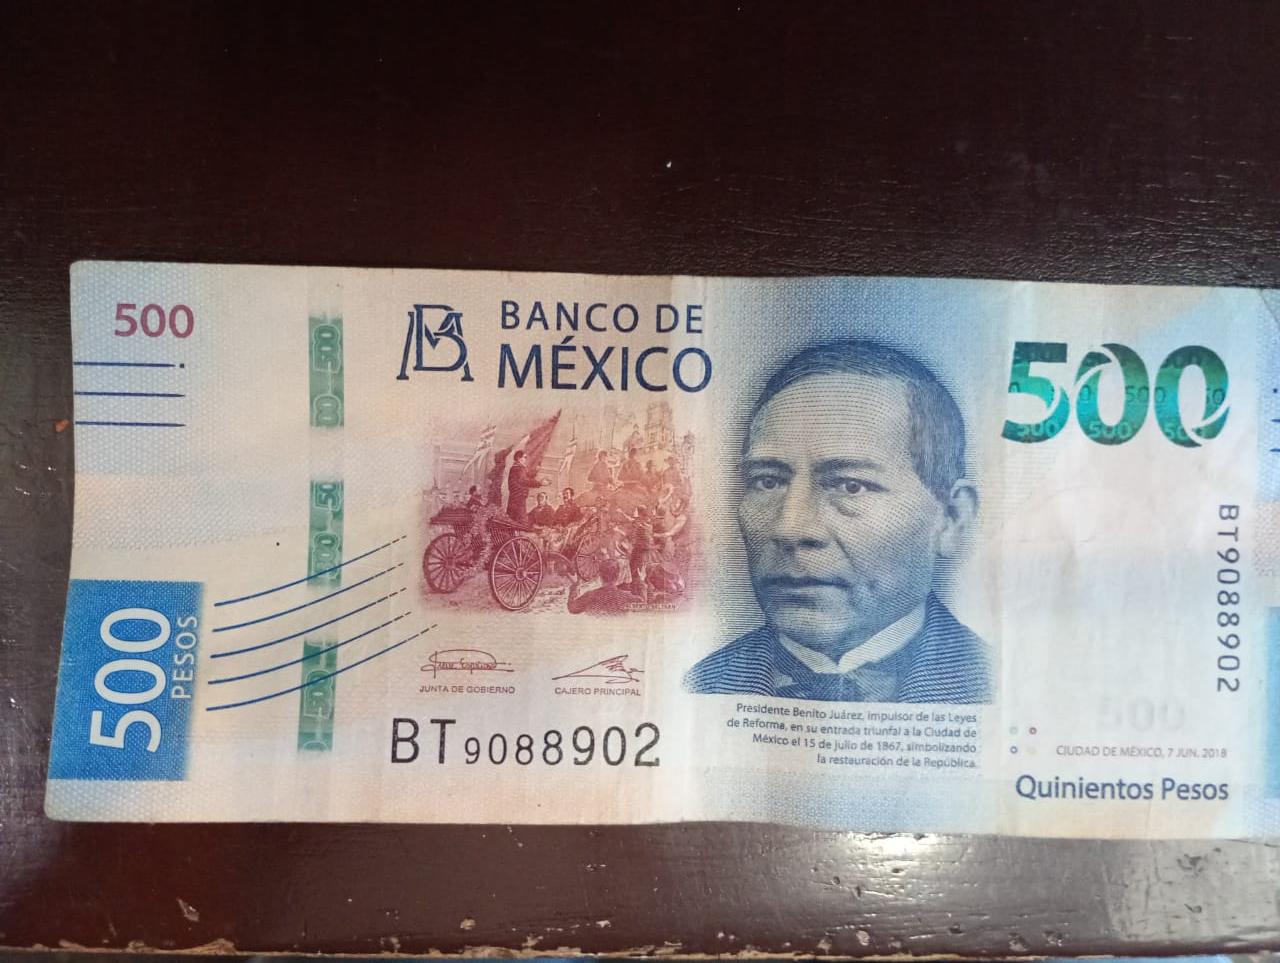 500
BANCO DE
MÉXICO
500
500
PESOS
BT9088902
JUNTA DE GOBIERNO
CAJERO PRINCIPAL
BT9088902
Presidente Benito Juárez, impulsor de las Leyes
de Reforma, en su entrada triunfal a la Ciudad de
México el 15 de julio de 1867, simbolizando
la restauración de la República.
CIUDAD DE MÉXICO, 7 JUN. 2018
Quinientos Pesos